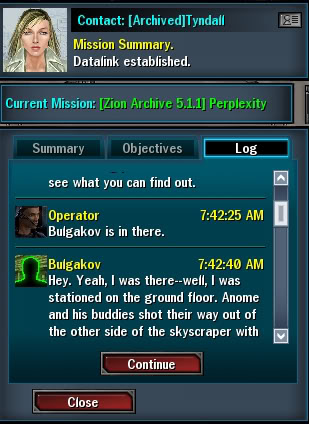 Contact: [Archived]Tyndall
Mission Summary.
Datalink established.
Current Mission: [Zion Archive 5.1.1] Perplexity
Summary
Objectives
Log
see what you can find out.
Operator 7:42:25 AM
Bulgakov is in there.
Bulgakov 7:42:40 AM
Hey. Yeah, I was there--well, I was
stationed on the ground floor. Anome
and his buddies shot their way out of
the other side of the skyscraper with
Continue
Close